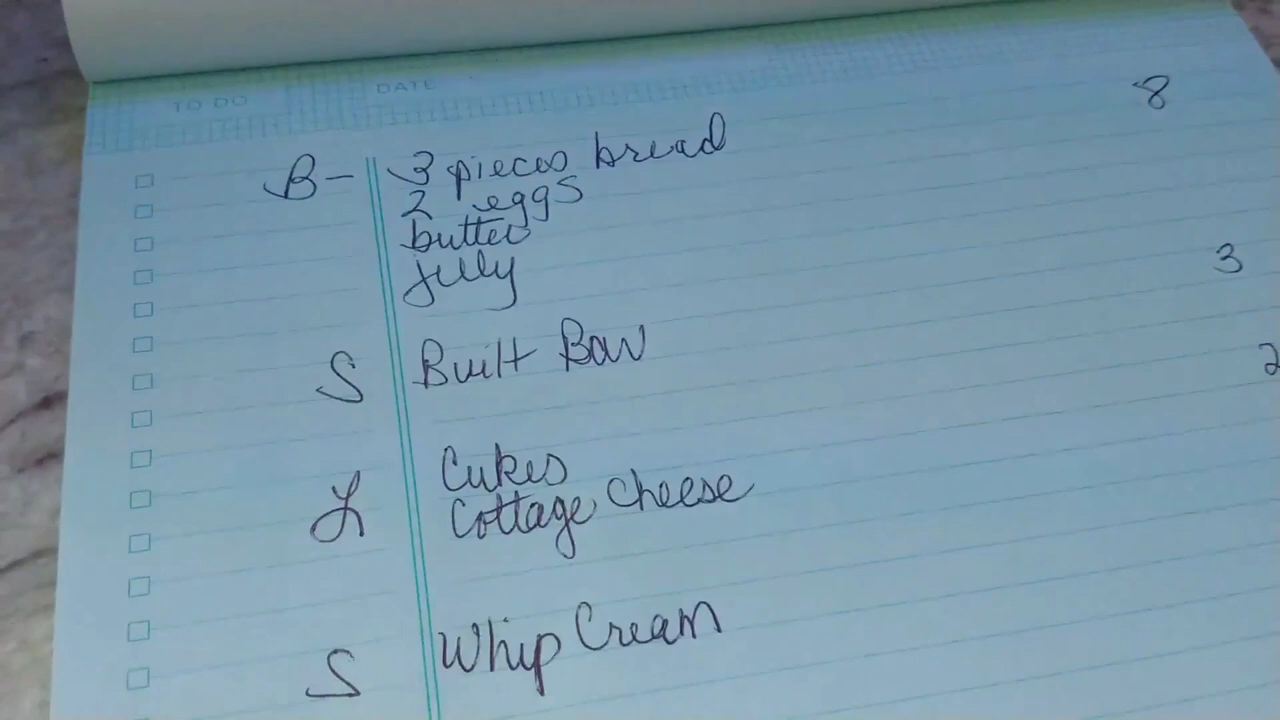 TO DO DATE
8
B- 3 pieces bread
2 eggs
butter
jelly
3
S Built Bar
2
Cukes
L Cottage Cheese
S Whip Cream